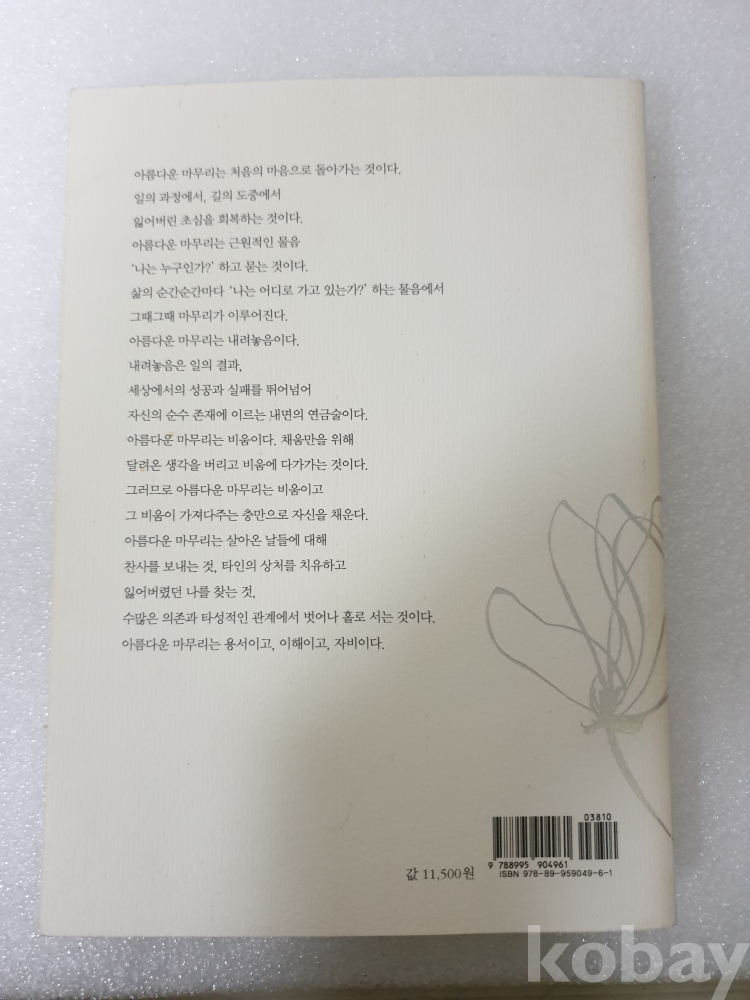 아름다운 마무리는 처음의 마음으로 돌아가는 것이다.
일의 과정에서, 길의 도중에서
잃어버린 초심을 회복하는 것이다.
아름다운 마무리는 근원적인 물음
‘나는 누구인가?’ 하고 묻는 것이다.
삶의 순간순간마다 ‘나는 어디로 가고 있는가?’ 하는 물음에서
그때그때 마무리가 이루어진다.
아름다운 마무리는 내려놓음이다.
내려놓음은 일의 결과,
세상에서의 성공과 실패를 뛰어넘어
자신의 순수 존재에 이르는 내면의 연금술이다.
아름다운 마무리는 비움이다. 채움만을 위해
달려온 생각을 버리고 비움에 다가가는 것이다.
그러므로 아름다운 마무리는 비움이고
그 비움이 가져다주는 충만으로 자신을 채운다.
아름다운 마무리는 살아온 날들에 대해
찬사를 보내는 것, 타인의 상처를 치유하고
잃어버렸던 나를 찾는 것,
수많은 의존과 타성적인 관계에서 벗어나 홀로 서는 것이다.
아름다운 마무리는 용서이고, 이해이고, 자비이다.
03810
9 788995 904961
값 11,500원
ISBN 978-89-959049-6-1
kobay